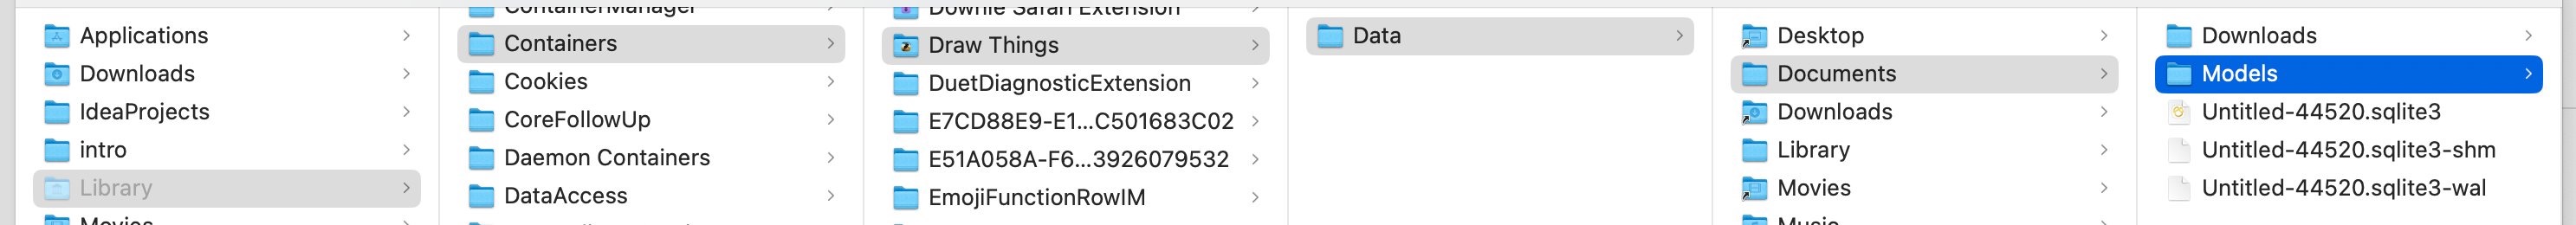 Applications
Downloads
IdeaProjects
intro
Library
Movies
ContainerManager
Containers
Cookies
CoreFollowUp
Daemon Containers
DataAccess
Downie Safari Extension
Draw Things
DuetDiagnosticExtension
E7CD88E9-E1...C501683C02
E51A058A-F6...3926079532
EmojiFunctionRowIM
Data
Desktop
Documents
Downloads
Library
Movies
Music
Downloads
Models
Untitled-44520.sqlite3
Untitled-44520.sqlite3-shm
Untitled-44520.sqlite3-wal